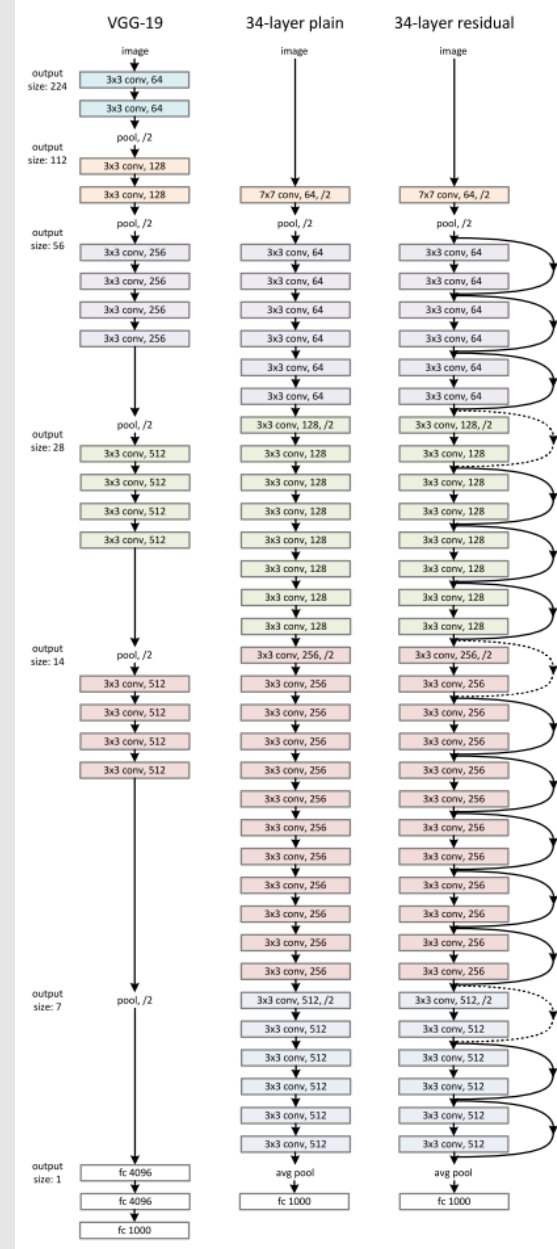 output
size: 224
output
size: 112
output
size: 56
output
size: 28
output
size: 14
output
size: 7
output
size: 1
VGG-19
image
3x3 conv, 64
3x3 conv, 64
pool, /2
3x3 conv, 128
3x3 conv, 128
pool, /2
3x3 conv, 256
3x3 conv, 256
3x3 conv, 256
3x3 conv, 256
pool, /2
3x3 conv, 512
3x3 conv, 512
3x3 conv, 512
3x3 conv, 512
pool, /2
3x3 conv, 512
3x3 conv, 512
3x3 conv, 512
3x3 conv, 512
pool, /2
fc 4096
fc 4096
fc 1000
34-layer plain
image
7x7 conv, 64, /2
pool, /2
3x3 conv, 64
3x3 conv, 64
3x3 conv, 64
3x3 conv, 64
3x3 conv, 64
3x3 conv, 64
3x3 conv, 128, /2
3x3 conv, 128
3x3 conv, 128
3x3 conv, 128
3x3 conv, 128
3x3 conv, 128
3x3 conv, 128
3x3 conv, 128
3x3 conv, 256, /2
3x3 conv, 256
3x3 conv, 256
3x3 conv, 256
3x3 conv, 256
3x3 conv, 256
3x3 conv, 256
3x3 conv, 256
3x3 conv, 256
3x3 conv, 256
3x3 conv, 256
3x3 conv, 256
3x3 conv, 512, /2
3x3 conv, 512
3x3 conv, 512
3x3 conv, 512
3x3 conv, 512
3x3 conv, 512
avg pool
fc 1000
34-layer residual
image
7x7 conv, 64, /2
pool, /2
3x3 conv, 64
3x3 conv, 64
3x3 conv, 64
3x3 conv, 64
3x3 conv, 64
3x3 conv, 64
3x3 conv, 128, /2
3x3 conv, 128
3x3 conv, 128
3x3 conv, 128
3x3 conv, 128
3x3 conv, 128
3x3 conv, 128
3x3 conv, 128
3x3 conv, 256, /2
3x3 conv, 256
3x3 conv, 256
3x3 conv, 256
3x3 conv, 256
3x3 conv, 256
3x3 conv, 256
3x3 conv, 256
3x3 conv, 256
3x3 conv, 256
3x3 conv, 256
3x3 conv, 256
3x3 conv, 512, /2
3x3 conv, 512
3x3 conv, 512
3x3 conv, 512
3x3 conv, 512
3x3 conv, 512
avg pool
fc 1000